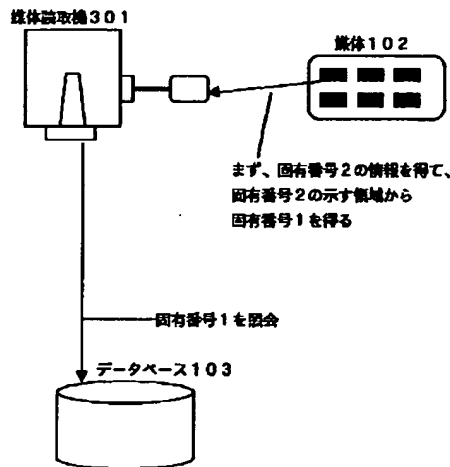 媒体読取機301
媒体102
まず、固有番号2の情報を得て、
固有番号2の示す領域から
固有番号1を得る
固有番号1を照会
データベース103